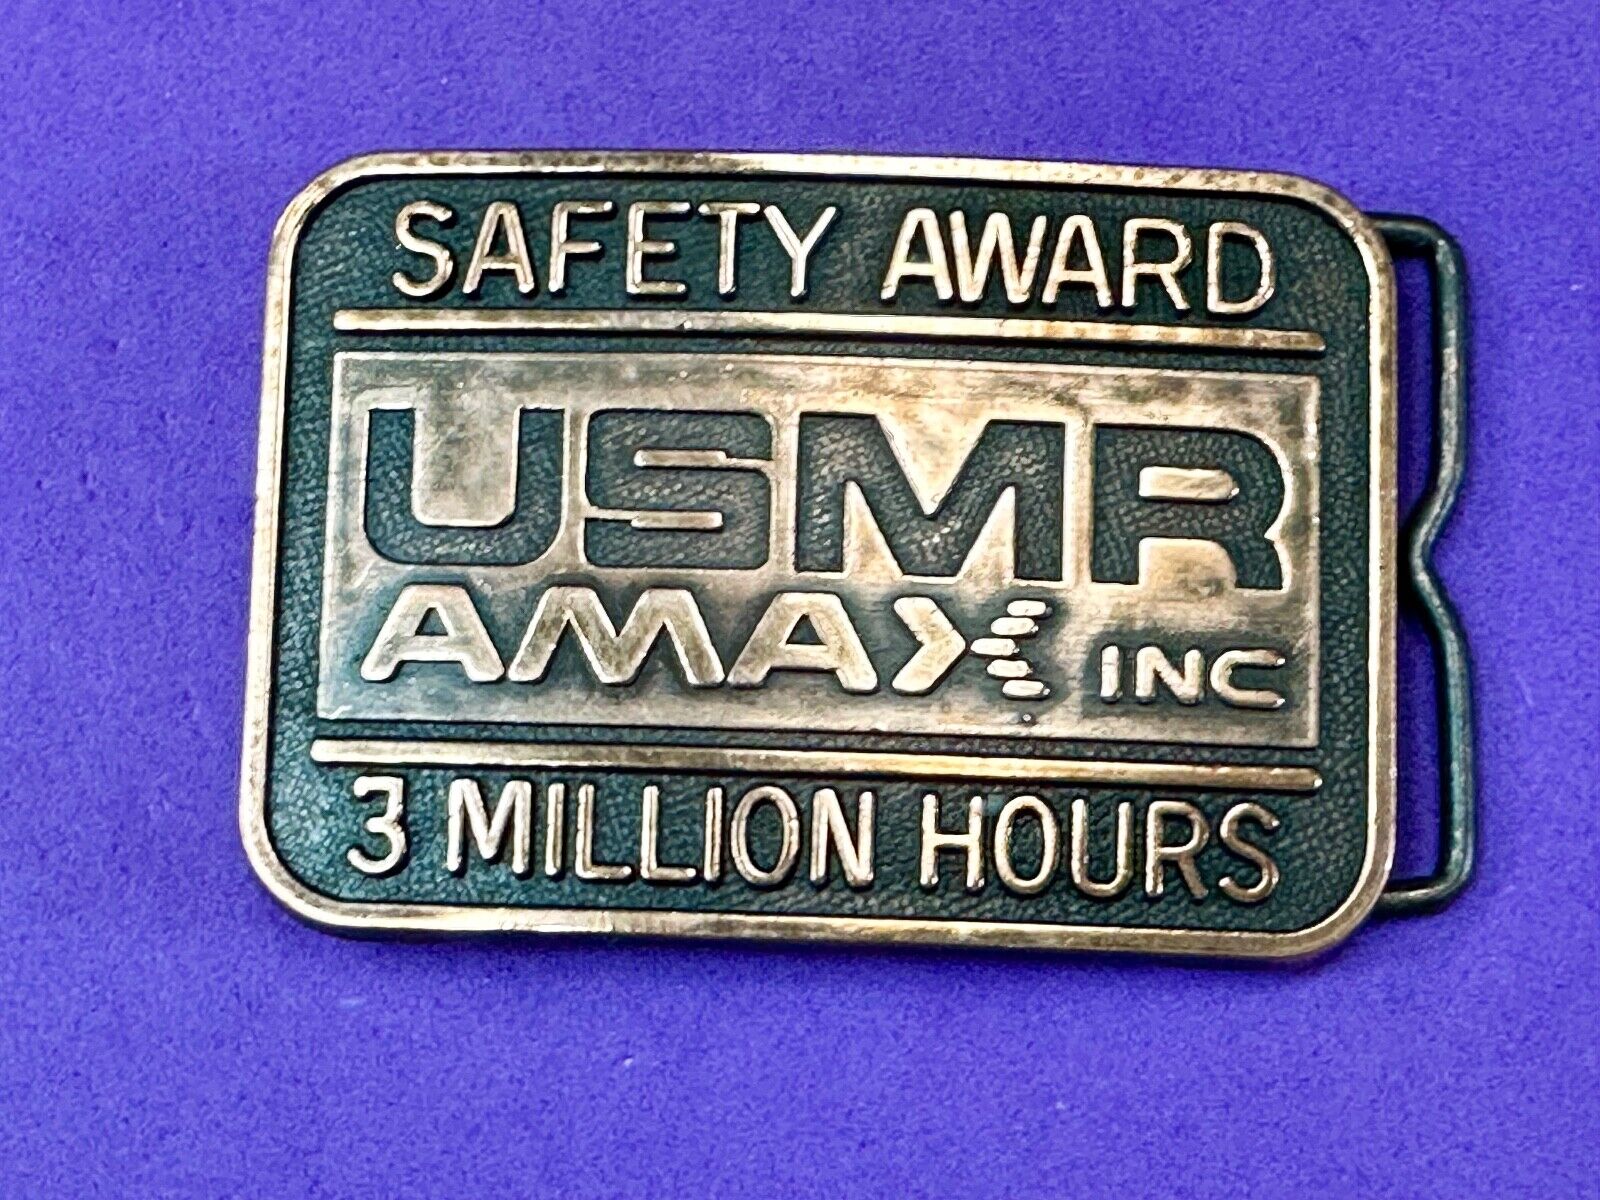 SAFETY AWARD
USMR
AMAX INC
3 MILLION HOURS